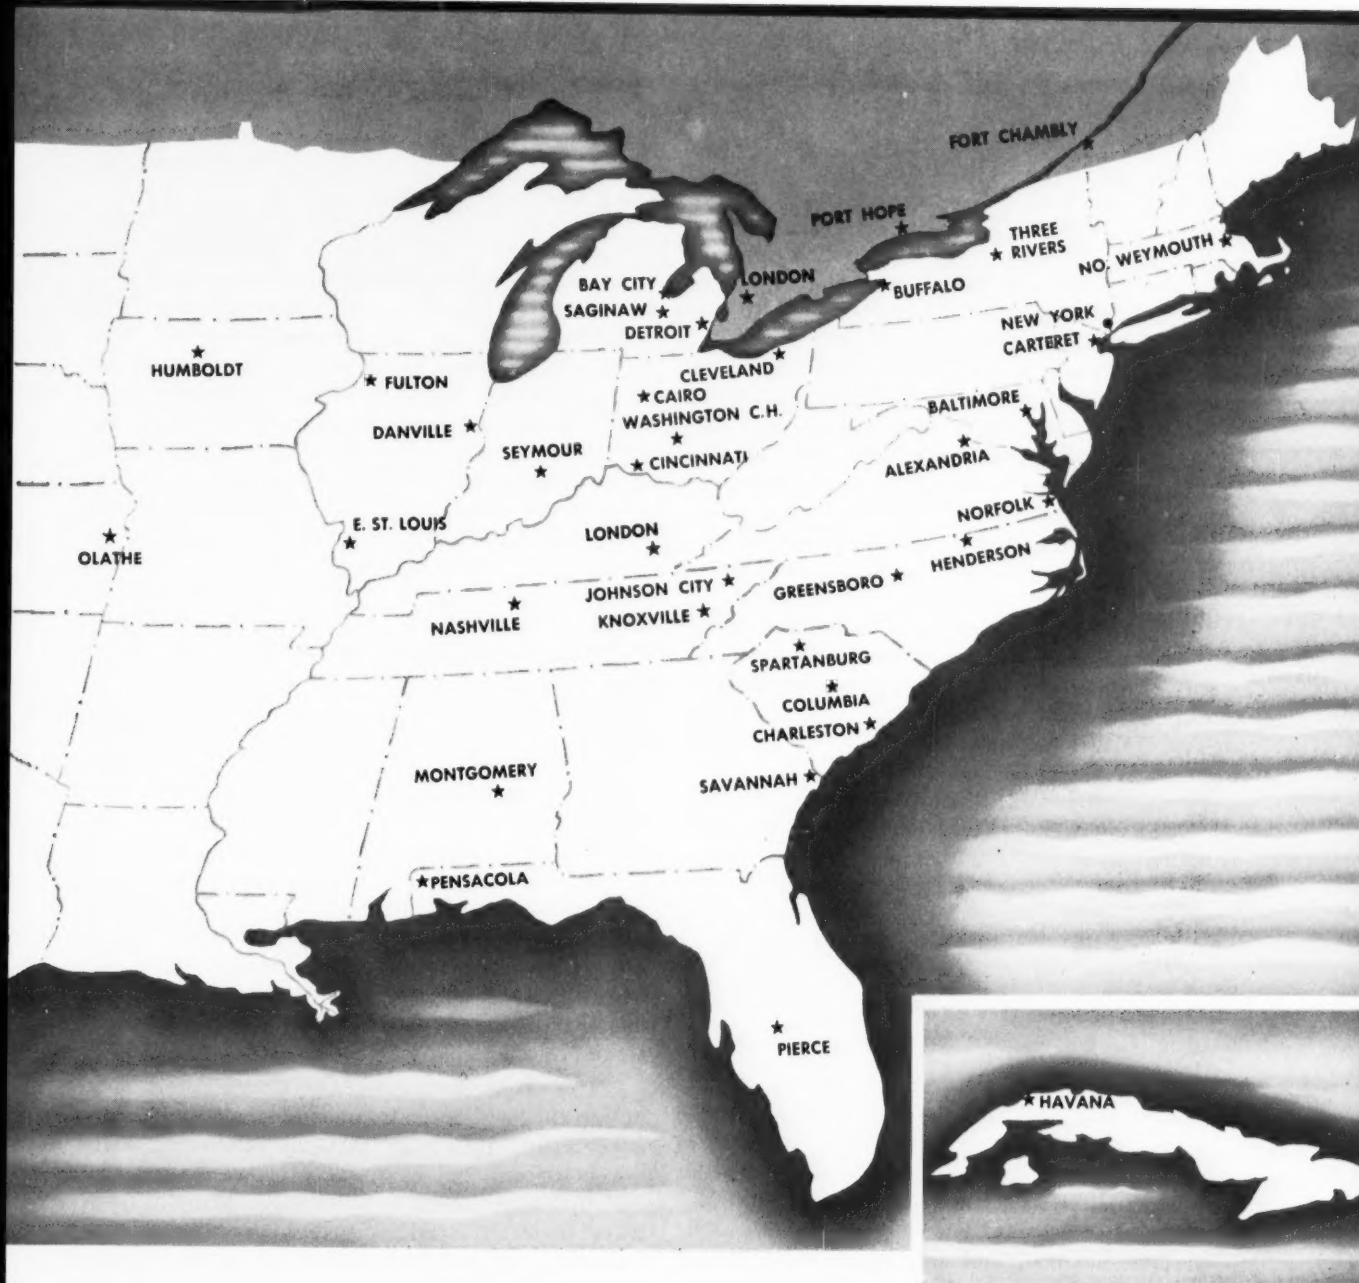 FORT CHAMBLY
PORT HOPE
THREE
RIVERS
NO. WEYMOUTH
BAY CITY
LONDON
SAGINAW
BUFFALO
DETROIT
NEW YORK
CARTERET
HUMBOLDT
CLEVELAND
FULTON
CAIRO
WASHINGTON C.H.
BALTIMORE
DANVILLE
SEYMOUR
CINCINNATI
ALEXANDRIA
NORFOLK
E. ST. LOUIS
LONDON
OLATHE
HENDERSON
JOHNSON CITY
GREENSBORO
NASHVILLE
KNOXVILLE
SPARTANBURG
COLUMBIA
CHARLESTON
MONTGOMERY
SAVANNAH
PENSACOLA
PIERCE
HAVANA